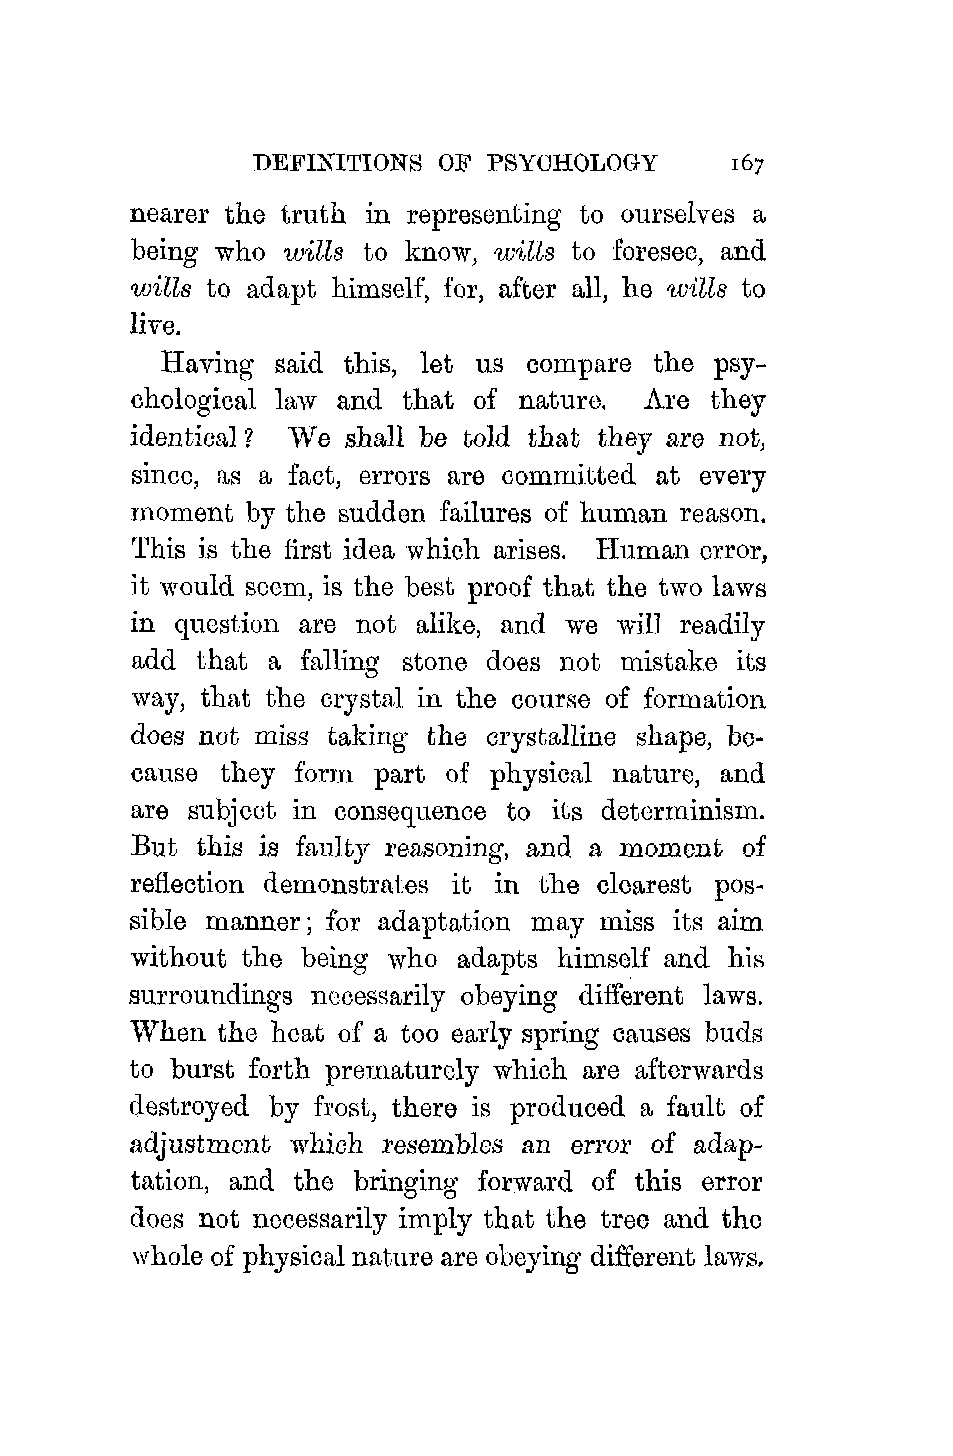 DEFINITIONS OF PSYCHOLOGY 167
nearer the truth in representing to ourselves a
being who wills to know, wills to foresee, and
wills to adapt himself, for, after all, he wills to
live.
Having said this, let us compare the psy-
chological law and that of nature. Are they
identical? We shall be told that they are not,
since, as a fact, errors are committed at every
moment by the sudden failures of human reason.
This is the first idea which arises. Human error,
it would seem, is the best proof that the two laws
in question are not alike, and we will readily
add that a falling stone does not mistake its
way, that the crystal in the course of formation
does not miss taking the crystalline shape, be-
cause they form part of physical nature, and
are subject in consequence to its determinism.
But this is faulty reasoning, and a moment of
reflection demonstrates it in the clearest pos-
sible manner; for adaptation may miss its aim
without the being who adapts himself and his
surroundings necessarily obeying different laws.
When the heat of a too early spring causes buds
to burst forth prematurely which are afterwards
destroyed by frost, there is produced a fault of
adjustment which resembles an error of adap-
tation, and the bringing forward of this error
does not necessarily imply that the tree and the
whole of physical nature are obeying different laws.